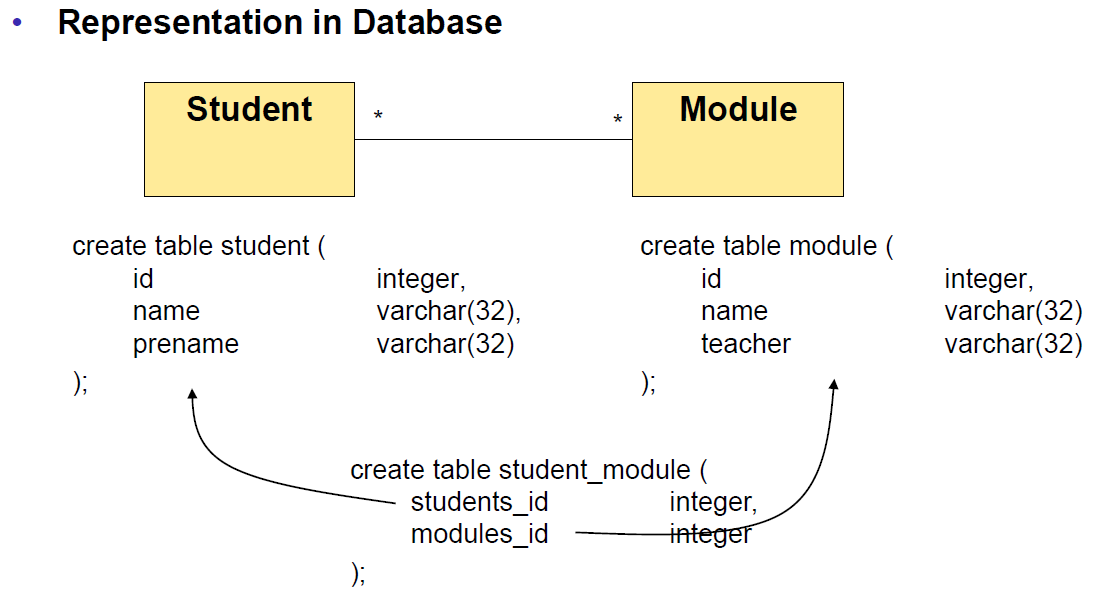 • Representation in Database
Student * * Module
create table student (
id integer,
name varchar(32),
prename varchar(32)
);
create table module (
id integer,
name varchar(32)
teacher varchar(32)
);
create table student_module (
students_id integer,
modules_id integer
);